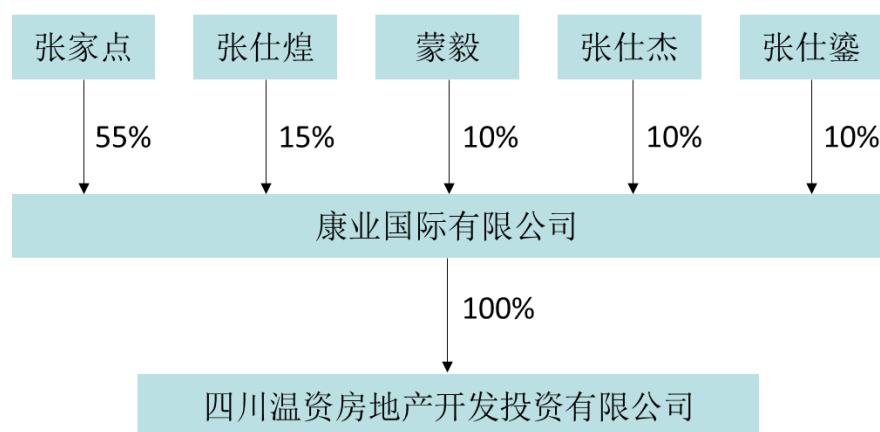 张家点
张仕煌
蒙毅
张仕杰
张仕鎏
55%
15%
10%
10%
10%
康业国际有限公司
100%
四川温资房地产开发投资有限公司